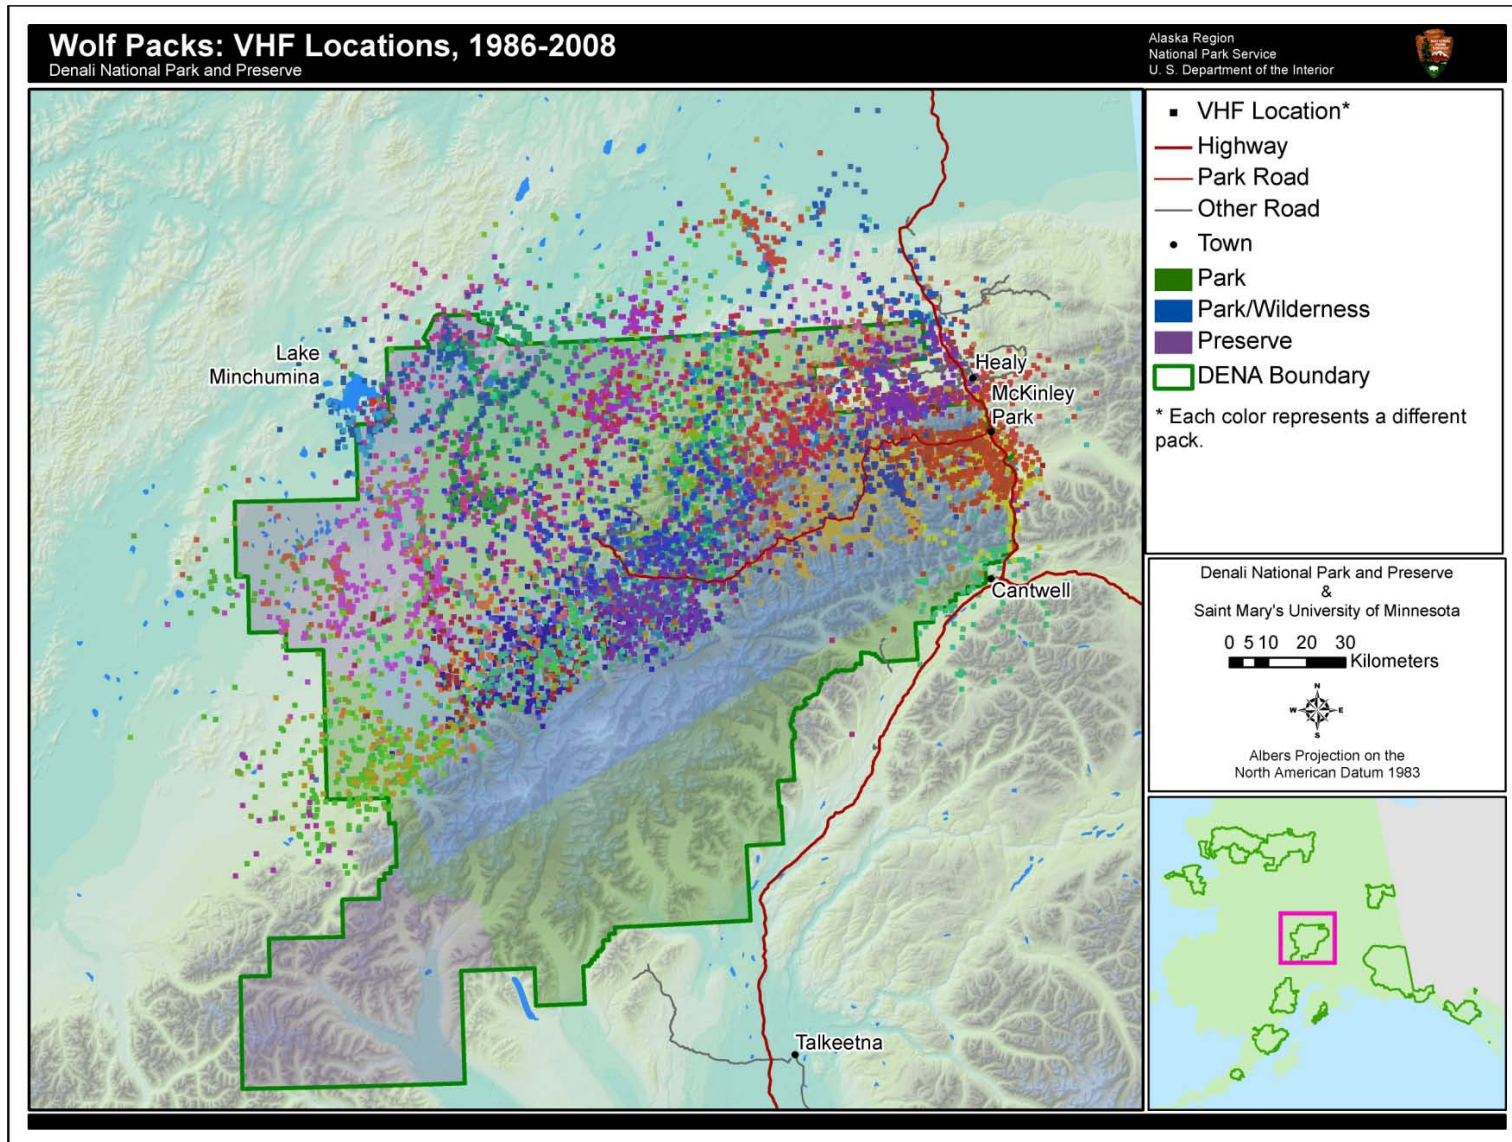 Wolf Packs: VHF Locations, 1986-2008
Denali National Park and Preserve
Alaska Region
National Park Service
U. S. Department of the Interior
VHF Location*
Highway
Park Road
Other Road
Town
Park
Park/Wilderness
Preserve
DENA Boundary
* Each color represents a different
pack.
Lake
Minchumina
Healy
McKinley
Park
Cantwell
Talkeetna
Denali National Park and Preserve
&
Saint Mary's University of Minnesota
0 5 10 20 30
Kilometers
N
W E
S
Albers Projection on the
North American Datum 1983